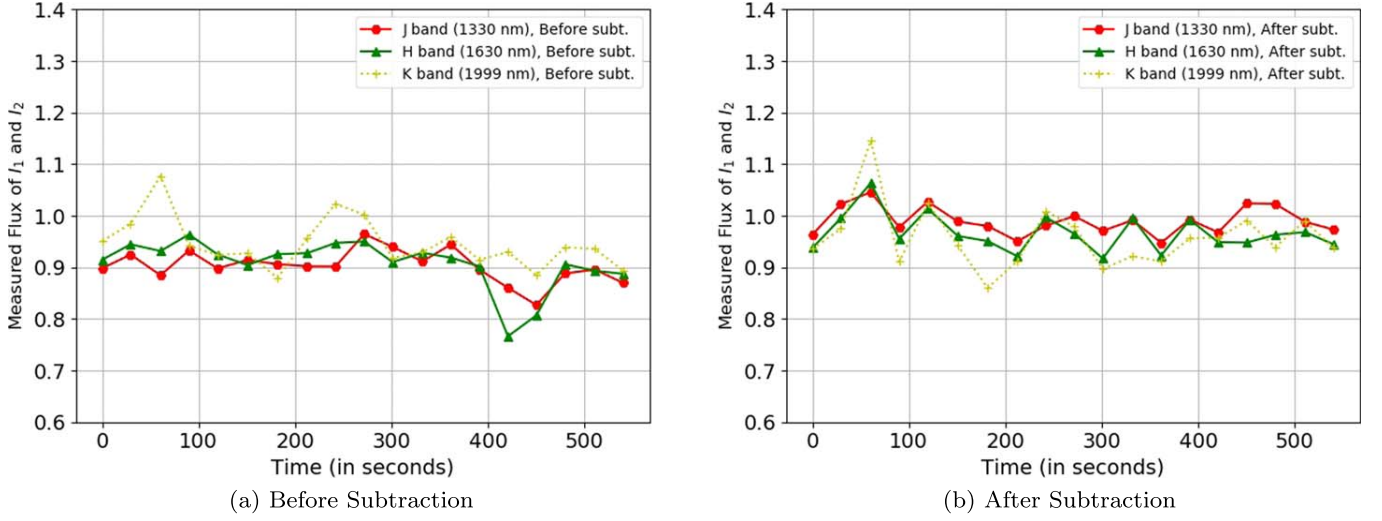 1.4
1.3
1.2
1.1
1.0
0.9
0.8
0.7
0.6
Measured Flux of I₁ and I₂
J band (1330 nm), Before subt.
H band (1630 nm), Before subt.
K band (1999 nm), Before subt.
0 100 200 300 400 500
Time (in seconds)
(a) Before Subtraction
1.4
1.3
1.2
1.1
1.0
0.9
0.8
0.7
0.6
Measured Flux of I₁ and I₂
J band (1330 nm), After subt.
H band (1630 nm), After subt.
K band (1999 nm), After subt.
0 100 200 300 400 500
Time (in seconds)
(b) After Subtraction